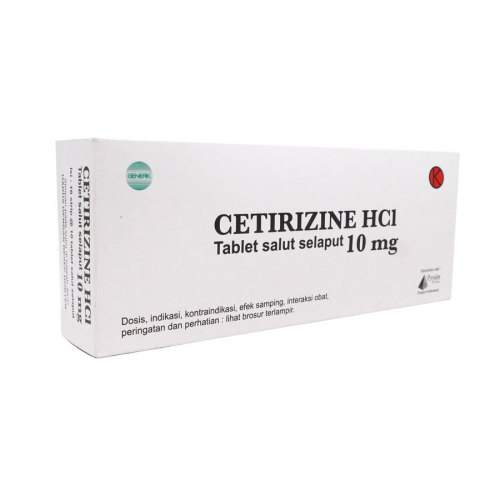 GENERIK
K
CETIRIZINE HCl
Tablet salut selaput 10 mg
Dosis, indikasi, kontraindikasi, efek samping, interaksi obat,
peringatan dan perhatian : lihat brosur terlampir.
CETIRIZINE HCl
Tablet salut selaput 10 mg